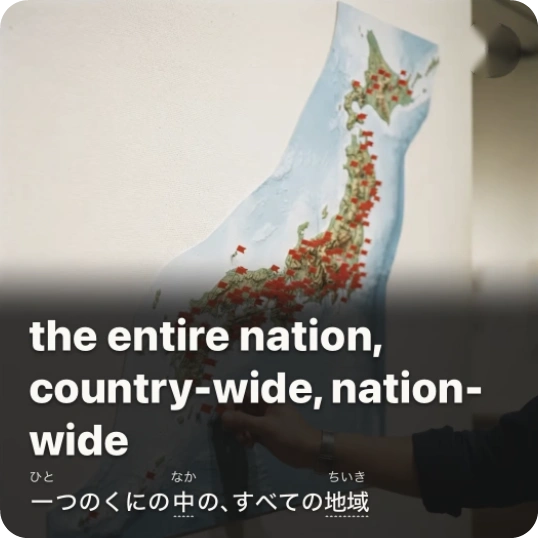 the entire nation,
country-wide, nation-
wide
ひと なか ちいき
一つのくにの中の、すべての地域